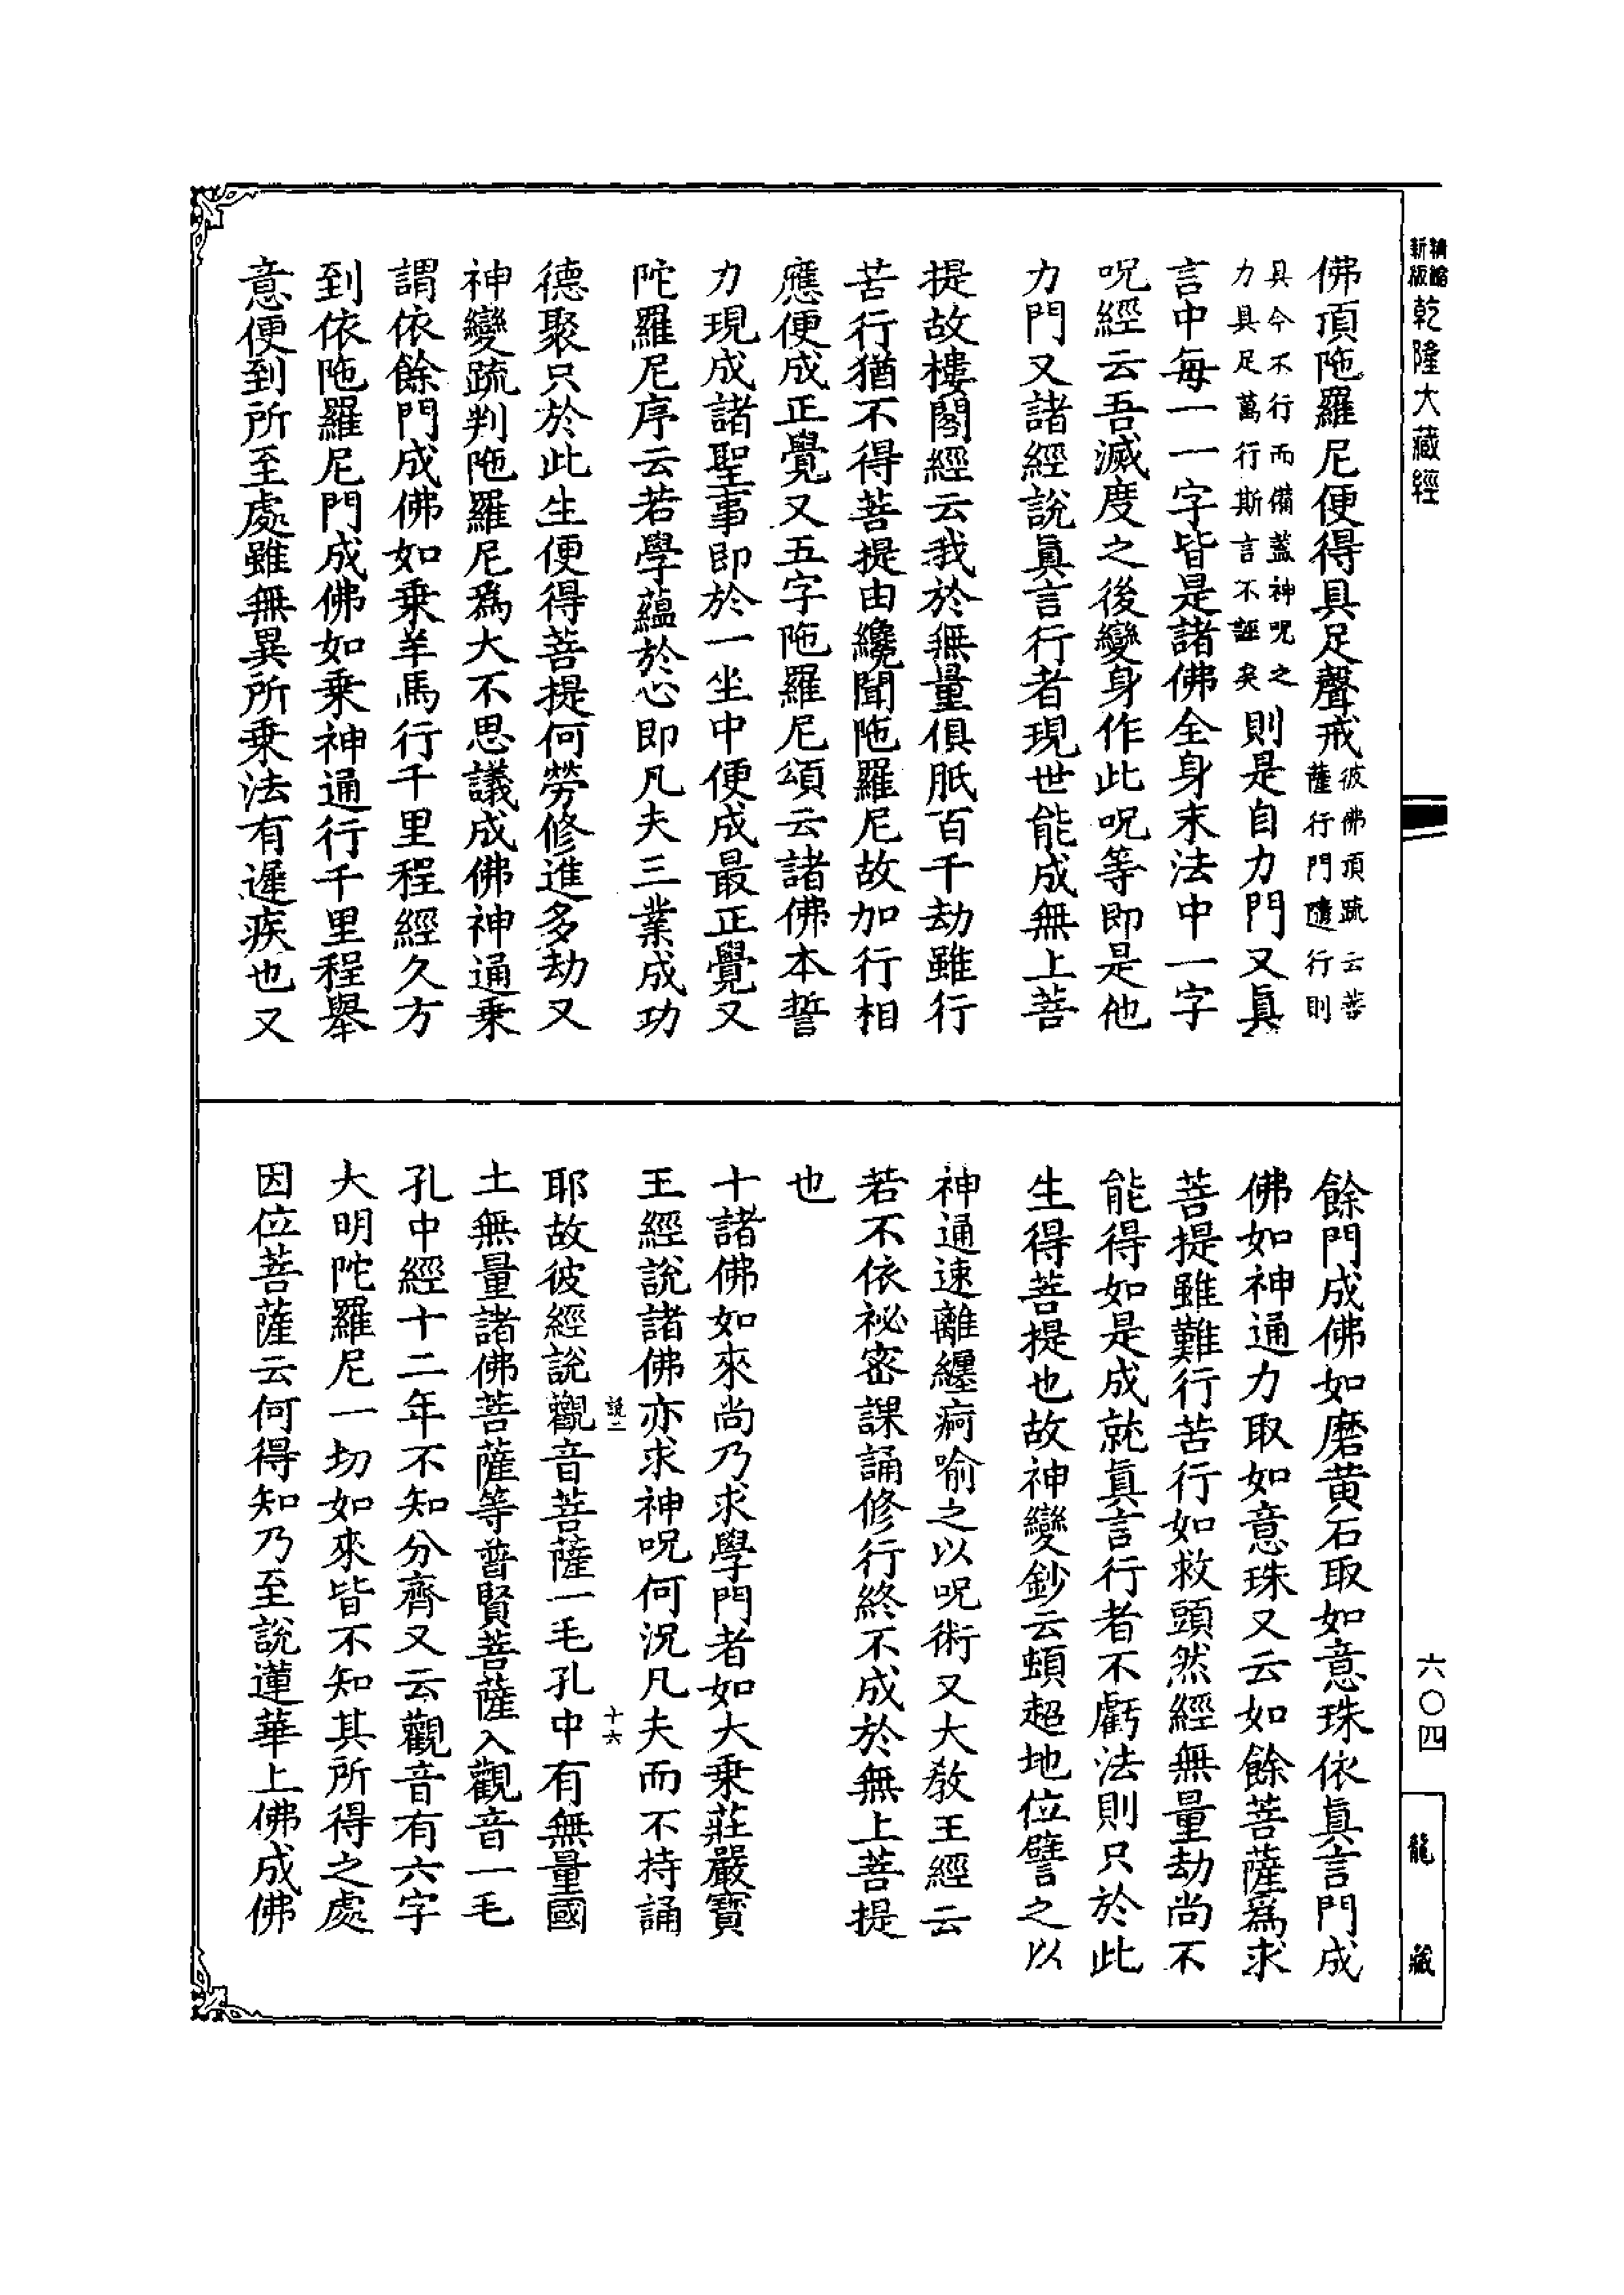 精縮新版 乾隆大藏經
佛頂陁羅尼便得具足聲戒彼佛頂疏云菩薩行門隨行則
具今不行而備蓋神呪之力具足萬行斯言不誣矣則是自力門又眞
言中每一一字皆是諸佛全身末法中一字
呪經云吾滅度之後變身作此呪等即是他
力門又諸經說眞言行者現世能成無上菩
提故樓閣經云我於無量俱胝百千劫雖行
苦行猶不得菩提由纔聞陁羅尼故加行相
應便成正覺又五字陁羅尼頌云諸佛本誓
力現成諸聖事即於一坐中便成最正覺又
陀羅尼序云若學蘊於心即凡夫三業成功
德聚只於此生便得菩提何勞修進多劫又
神變疏判陁羅尼爲大不思議成佛神通乗
謂依餘門成佛如乗羊馬行千里程經久方
到依陁羅尼門成佛如乗神通行千里程舉
意便到所至處雖無異所乗法有遲疾也又
餘門成佛如磨黄石取如意珠依眞言門成
佛如神通力取如意珠又云如餘菩薩爲求
菩提雖難行苦行如救頭然經無量劫尚不
能得如是成就眞言行者不虧法則只於此
生得菩提也故神變鈔云頓超地位譬之以
神通速離纏痾喻之以呪術又大敎王經云
若不依祕密課誦修行終不成於無上菩提
也
十諸佛如來尚乃求學門者如大乗莊嚴寶
王經說諸佛亦求神呪何況凡夫而不持誦
說二 十六
耶故彼經說觀音菩薩一毛孔中有無量國
土無量諸佛菩薩等普賢菩薩入觀音一毛
孔中經十二年不知分齊又云觀音有六字
大明陀羅尼一切如來皆不知其所得之處
因位菩薩云何得知乃至說蓮華上佛成佛
六〇四
龍藏